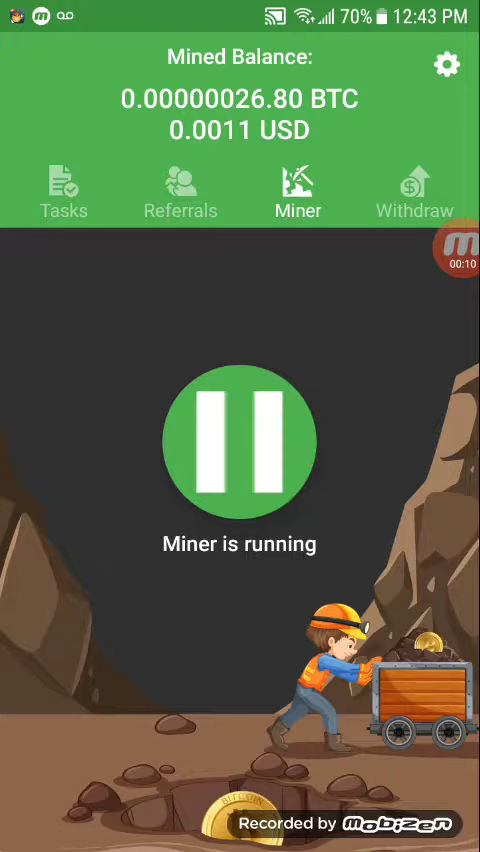 70% 12:43 PM
Mined Balance:
0.00000026.80 BTC
0.0011 USD
Tasks Referrals Miner Withdraw
00:10
Miner is running
BITCOIN
Recorded by mobizen